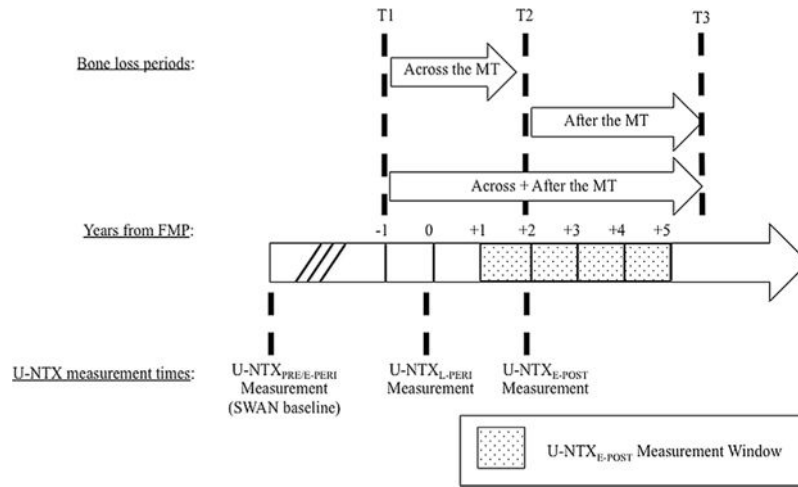 T1 T2 T3
Bone loss periods:
Across the MT
After the MT
Across + After the MT
Years from FMP:
-1 0 +1 +2 +3 +4 +5
U-NTX measurement times:
U-NTXPRE/E-PERI
Measurement
(SWAN baseline)
U-NTXL-PERI
Measurement
U-NTXE-POST
Measurement
U-NTXE-POST Measurement Window